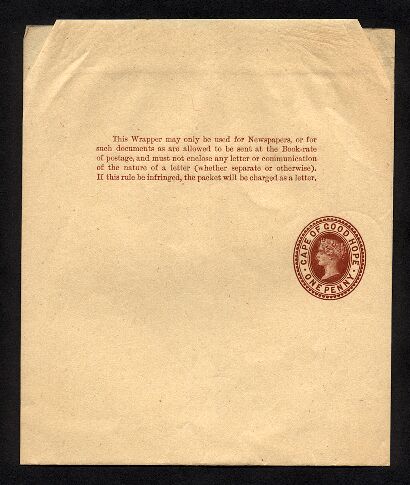 This Wrapper may only be used for Newspapers, or for
such documents as are allowed to be sent at the Book-rate
of postage, and must not enclose any letter or communication
of the nature of a letter (whether separate or otherwise).
If this rule be infringed, the packet will be charged as a letter.
CAPE OF GOOD HOPE
ONE PENNY